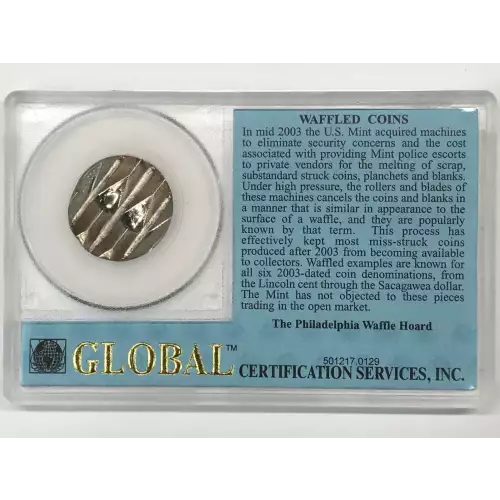 WAFFLED COINS
In mid 2003 the U.S. Mint acquired machines
to eliminate security concerns and the cost
associated with providing Mint police escorts
to private vendors for the melting of scrap,
substandard struck coins, planchets and blanks.
Under high pressure, the rollers and blades of
these machines cancels the coins and blanks in
a manner that is similar in appearance to the
surface of a waffle, and they are popularly
known by that term. This process has
effectively kept most miss-struck coins
produced after 2003 from becoming available
to collectors. Waffled examples are known for
all six 2003-dated coin denominations, from
the Lincoln cent through the Sacagawea dollar.
The Mint has not objected to these pieces
trading in the open market.
The Philadelphia Waffle Hoard
501217.0129
GLOBAL™ CERTIFICATION SERVICES, INC.